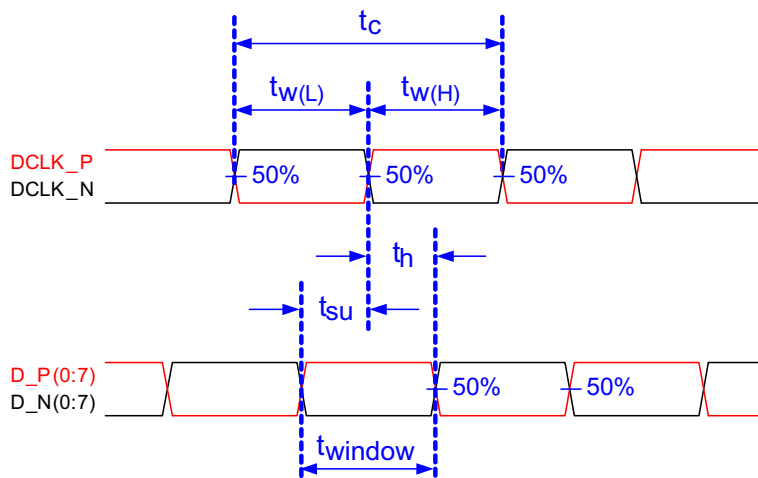 tc
tw(L) tw(H)
DCLK_P
DCLK_N
50% 50% 50%
th
tsu
D_P(0:7)
D_N(0:7)
50% 50%
twindow